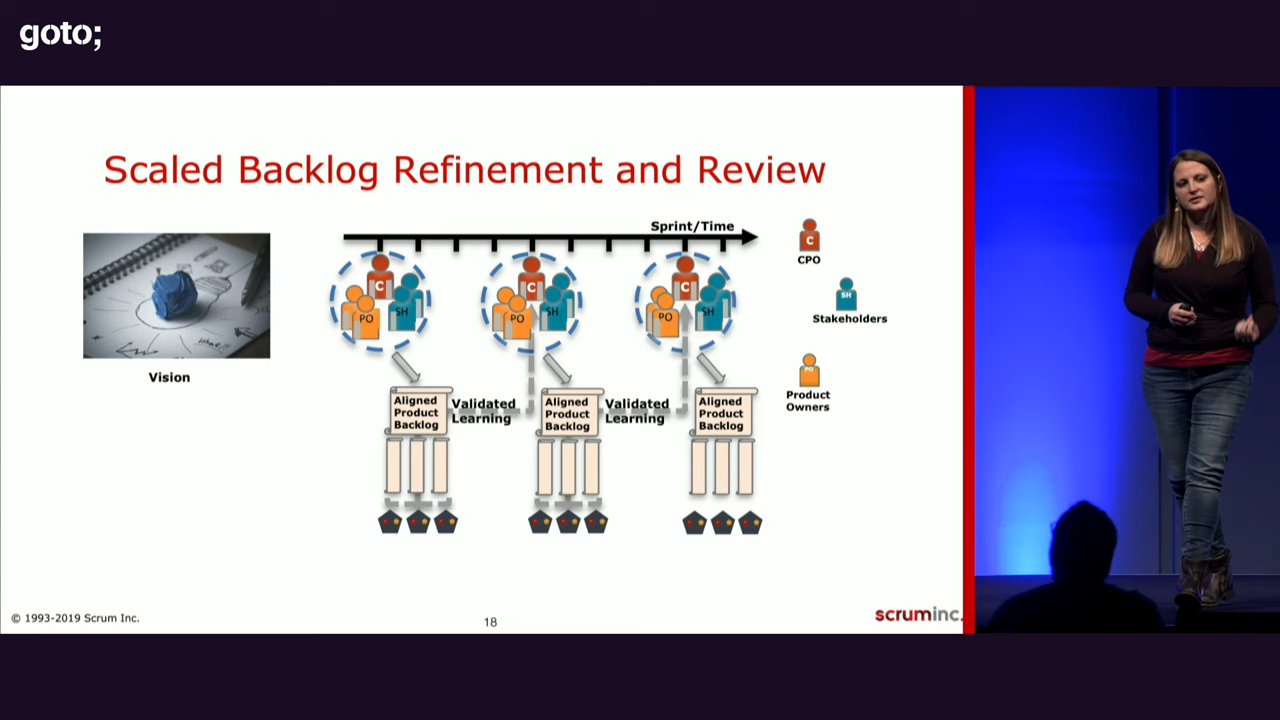 goto;
Scaled Backlog Refinement and Review
Sprint/Time
C
CPO
C
C
C
SH
SH
SH
SH
Stakeholders
PO
PO
PO
PO
Product
Owners
Vision
Aligned
Product
Backlog
Validated
Learning
Aligned
Product
Backlog
Validated
Learning
Aligned
Product
Backlog
© 1993-2019 Scrum Inc.
18
scruminc.